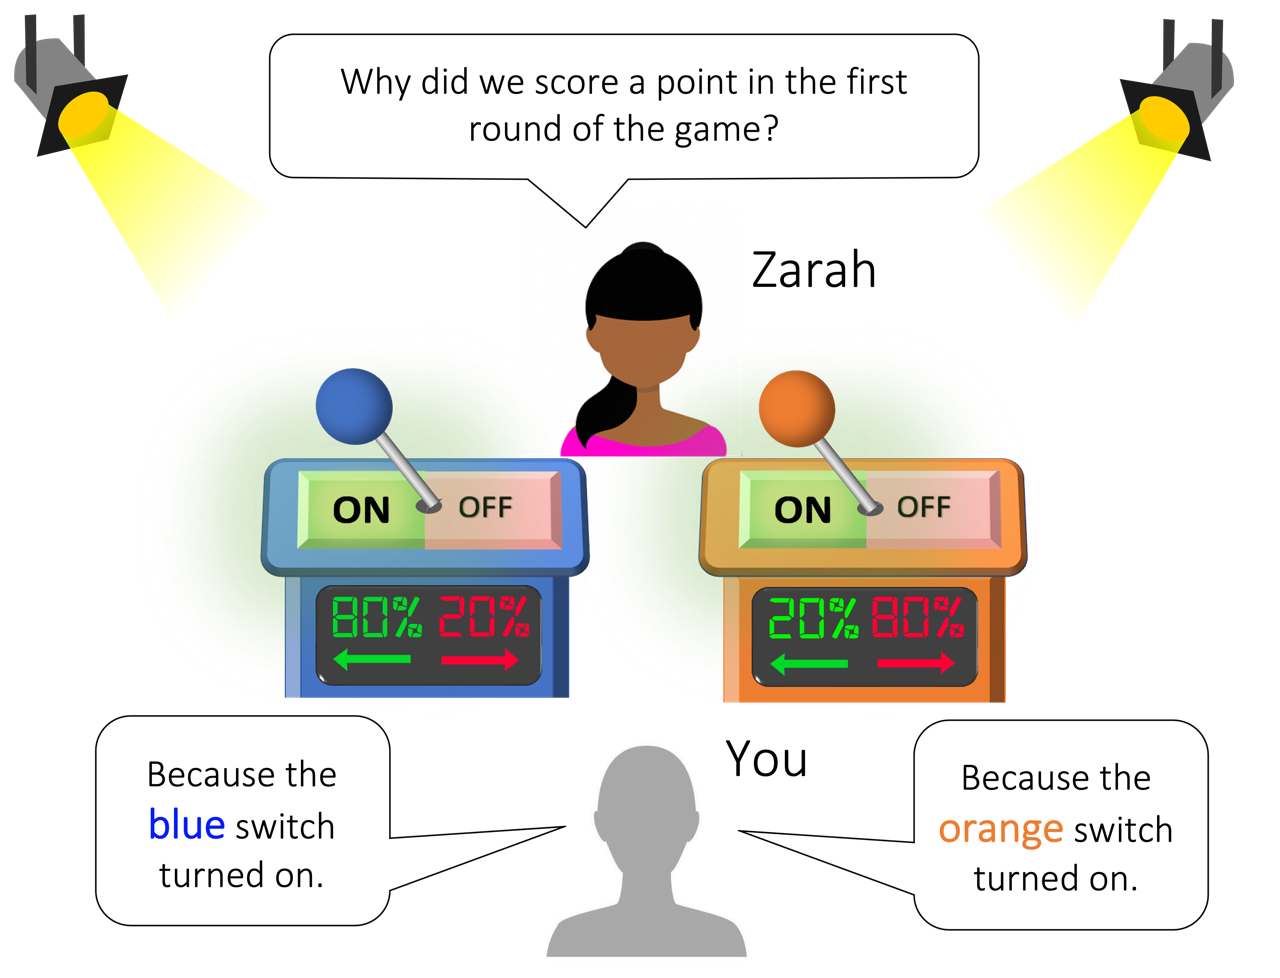 Why did we score a point in the first
round of the game?
Zarah
ON OFF
ON OFF
80% 20%
20% 80%
You
Because the
blue switch
turned on.
Because the
orange switch
turned on.